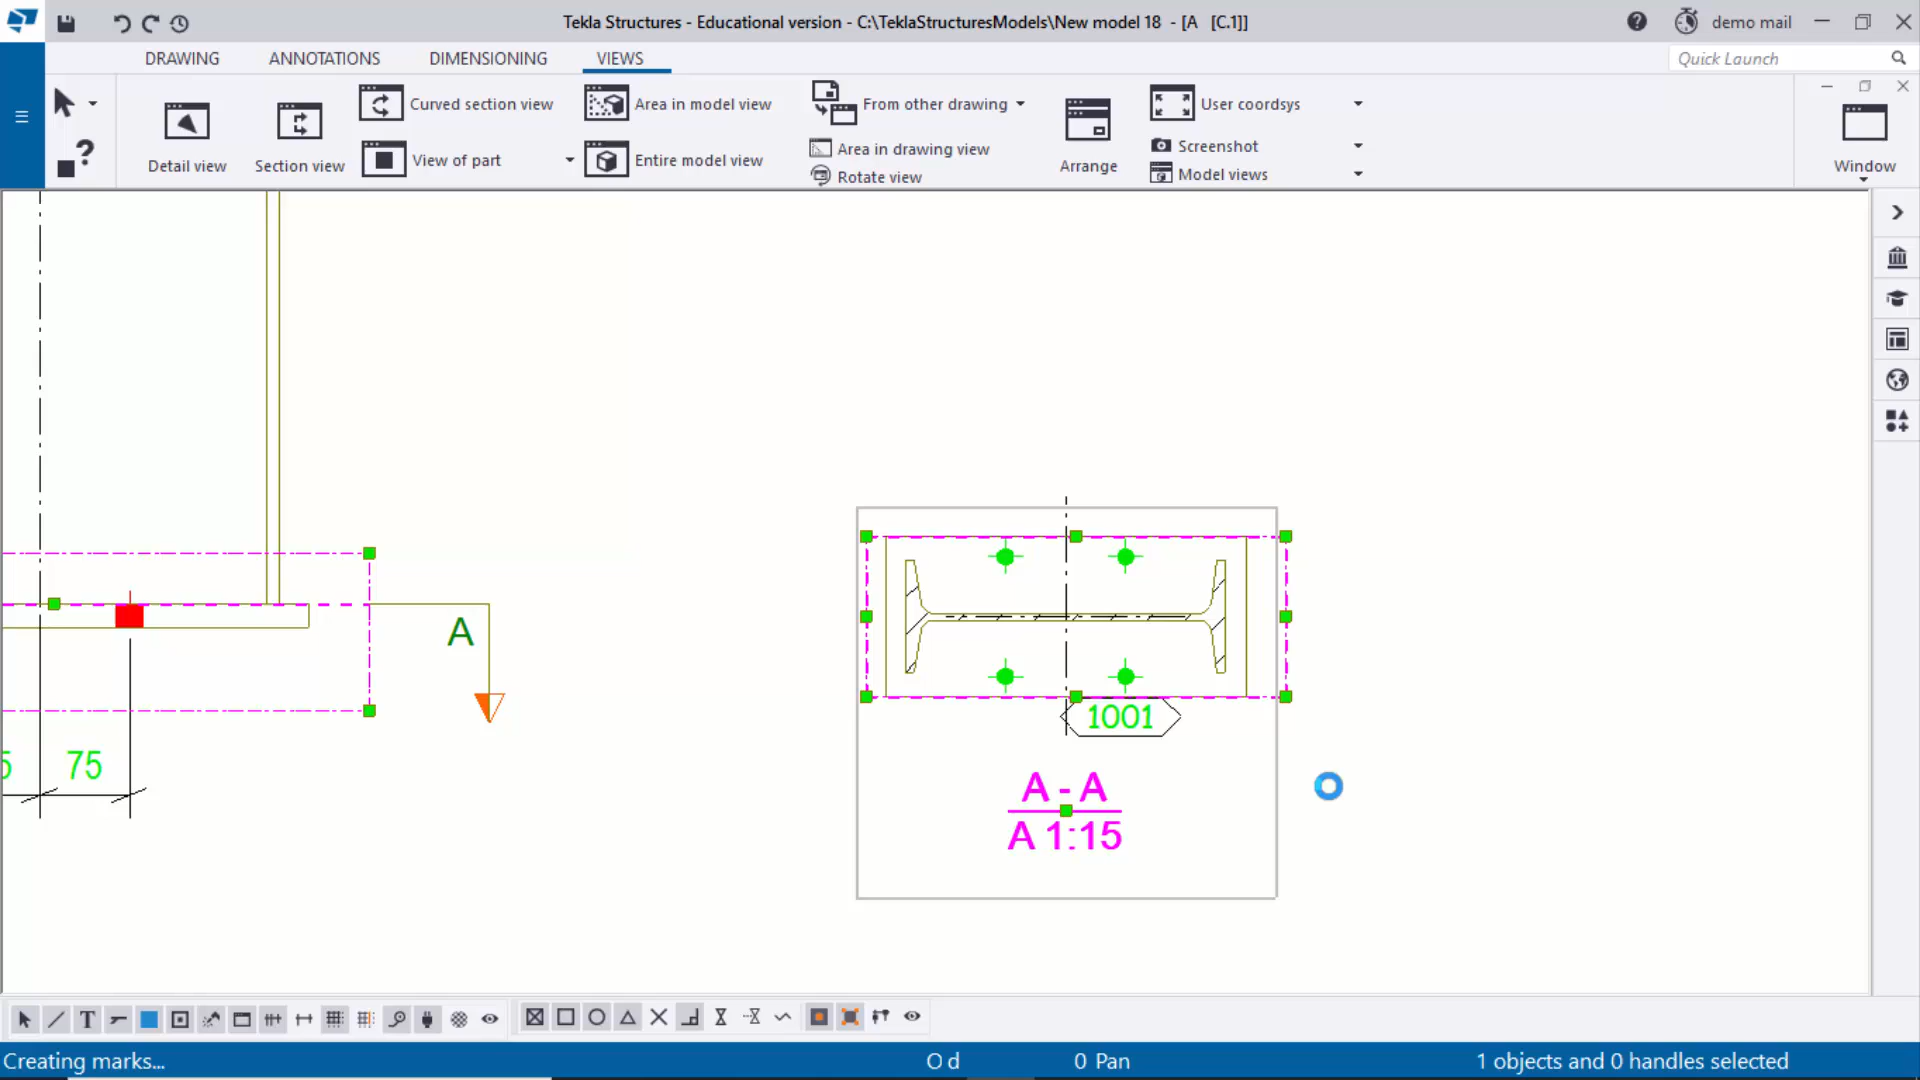 Tekla Structures - Educational version - C:\TeklaStructuresModels\New model 18 - [A [C.1]]
demo mail
DRAWING
ANNOTATIONS
DIMENSIONING
VIEWS
Quick Launch
Detail view
Section view
Curved section view
View of part
Area in model view
Entire model view
From other drawing
Area in drawing view
Rotate view
Arrange
User coordsys
Screenshot
Model views
Window
A
75
1001
A - A
A 1:15
Creating marks...
O d
0 Pan
1 objects and 0 handles selected